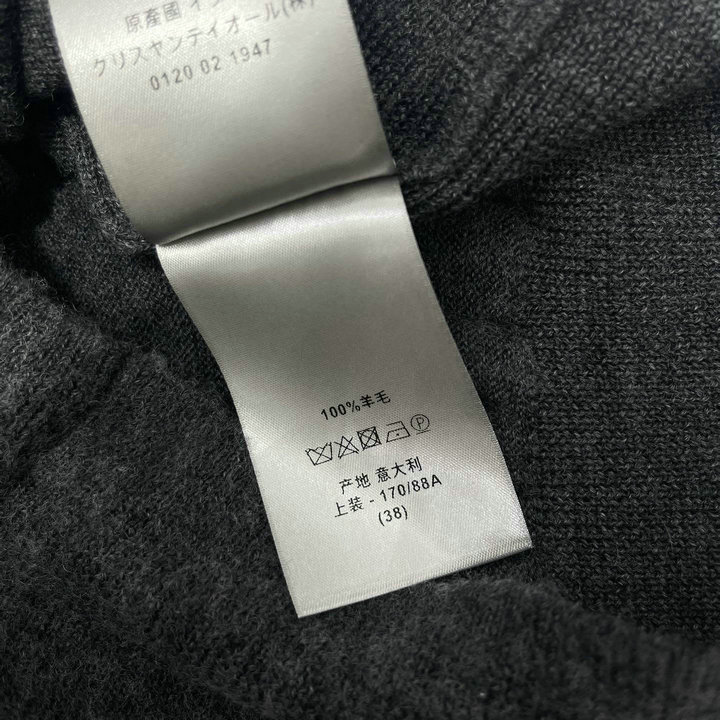 原産國 イ
クリスチャンディオール(株)
0120 02 1947
100%羊毛
P
产地 意大利
上装 - 170/88A
(38)